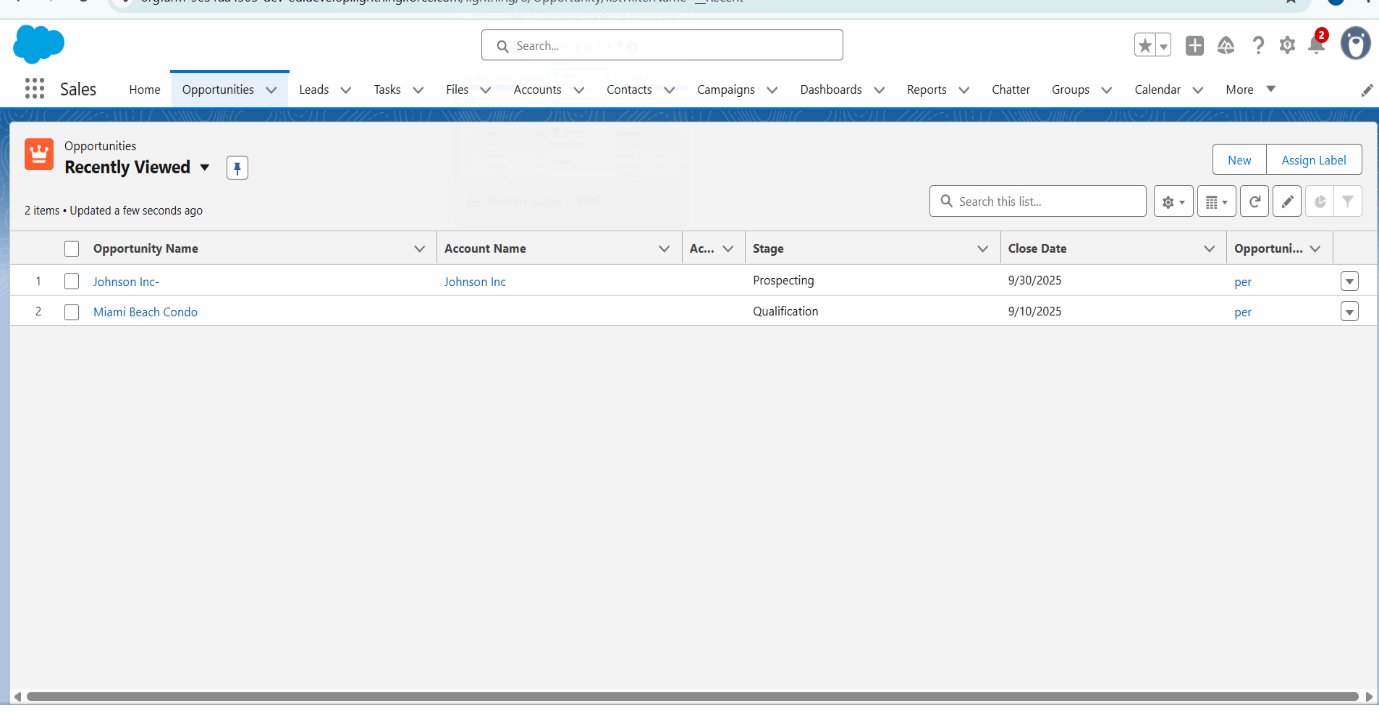 Search...
2
Sales Home Opportunities Leads Tasks Files Accounts Contacts Campaigns Dashboards Reports Chatter Groups Calendar More
Opportunities
Recently Viewed
New Assign Label
2 items • Updated a few seconds ago
Search this list...
Opportunity Name Account Name Ac... Stage Close Date Opportuni...
1 Johnson Inc- Johnson Inc Prospecting 9/30/2025 per
2 Miami Beach Condo Qualification 9/10/2025 per